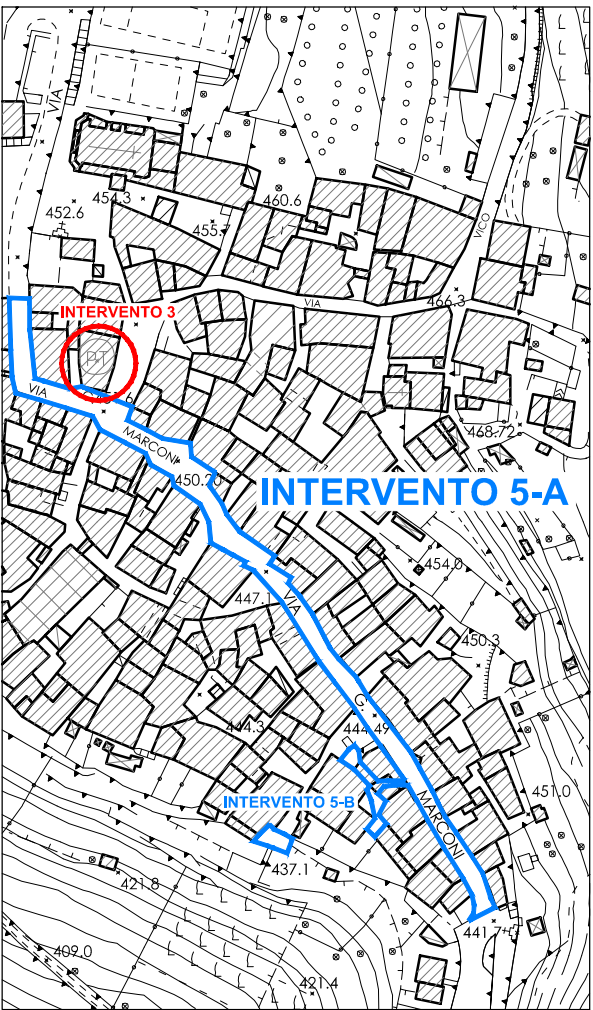 VIA
454.3
452.6
460.6
455.7
VICO
VIA
466.3
INTERVENTO 3
P.T
VIA
MARCONI
468.72
450.20
INTERVENTO 5-A
454.0
447.1
VIA
450.3
G.
444.3
444.49
451.0
INTERVENTO 5-B
MARCONI
437.1
421.8
441.7
409.0
421.4